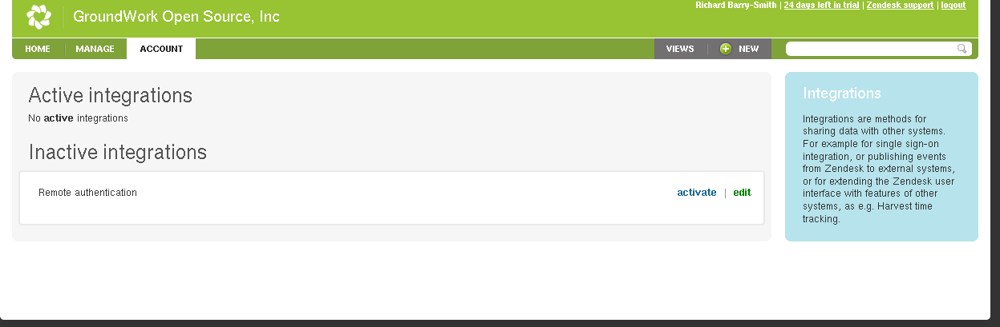 GroundWork Open Source, Inc
Richard Barry-Smith | 24 days left in trial | Zendesk support | logout
HOME MANAGE ACCOUNT VIEWS NEW
Active integrations
No active integrations
Inactive integrations
Remote authentication activate | edit
Integrations
Integrations are methods for
sharing data with other systems.
For example for single sign-on
integration, or publishing events
from Zendesk to external systems,
or for extending the Zendesk user
interface with features of other
systems, as e.g. Harvest time
tracking.